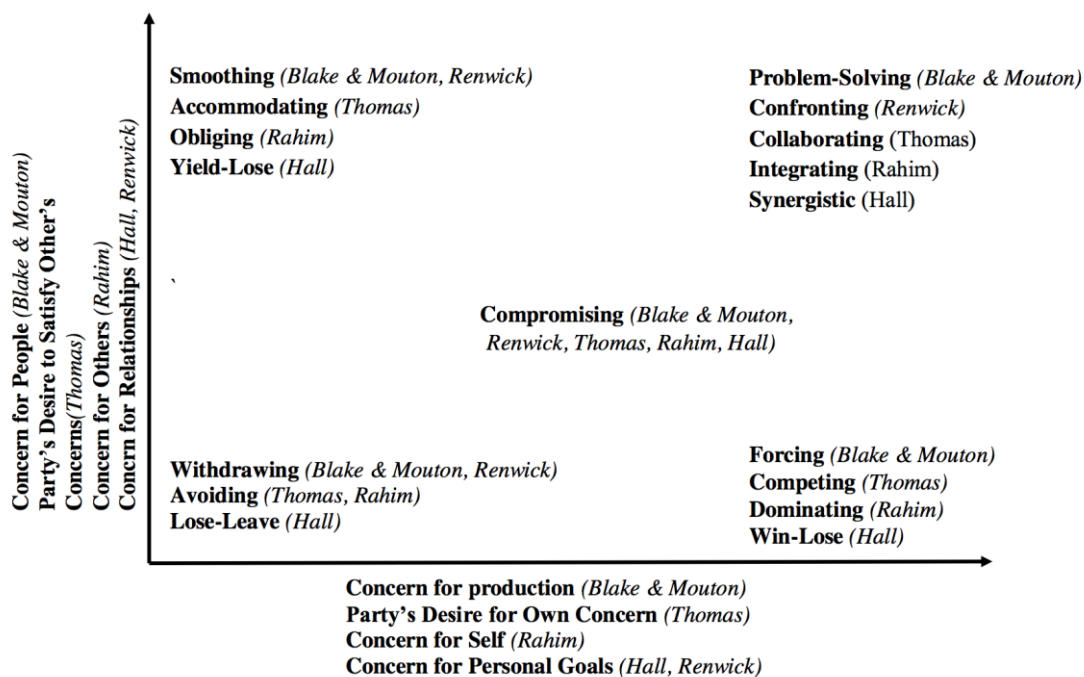 Smoothing (Blake & Mouton, Renwick)
Accommodating (Thomas)
Obliging (Rahim)
Yield-Lose (Hall)
Problem-Solving (Blake & Mouton)
Confronting (Renwick)
Collaborating (Thomas)
Integrating (Rahim)
Synergistic (Hall)
Concern for People (Blake & Mouton)
Party's Desire to Satisfy Other's
Concerns(Thomas)
Concern for Others (Rahim)
Concrn for Relationships (Hall, Renwick)
`
Compromising (Blake & Mouton,
Renwick, Thomas, Rahim, Hall)
Withdrawing (Blake & Mouton, Renwick)
Avoiding (Thomas, Rahim)
Lose-Leave (Hall)
Forcing (Blake & Mouton)
Competing (Thomas)
Dominating (Rahim)
Win-Lose (Hall)
Concern for production (Blake & Mouton)
Party's Desire for Own Concern (Thomas)
Concern for Self (Rahim)
Concern for Personal Goals (Hall, Renwick)